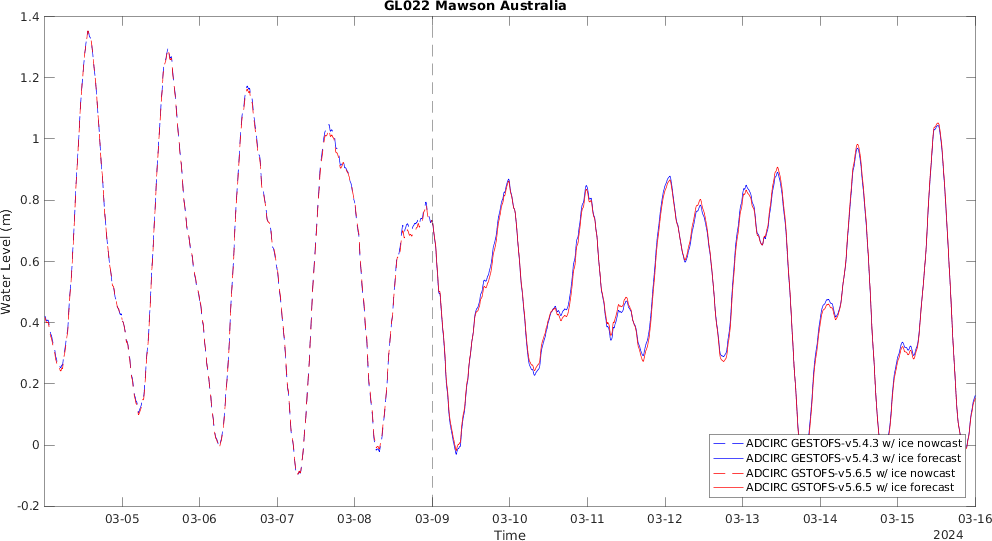 GL022 Mawson Australia
1.4
1.2
1
0.8
0.6
0.4
0.2
0
-0.2
Water Level (m)
03-05 03-06 03-07 03-08 03-09 03-10 03-11 03-12 03-13 03-14 03-15 03-16
Time
2024
ADCIRC GESTOFS-v5.4.3 w/ ice nowcast
ADCIRC GESTOFS-v5.4.3 w/ ice forecast
ADCIRC GSTOFS-v5.6.5 w/ ice nowcast
ADCIRC GSTOFS-v5.6.5 w/ ice forecast